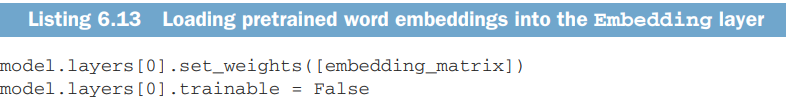 Listing 6.13 Loading pretrained word embeddings into the Embedding layer
model.layers[0].set_weights([embedding_matrix])
model.layers[0].trainable = False